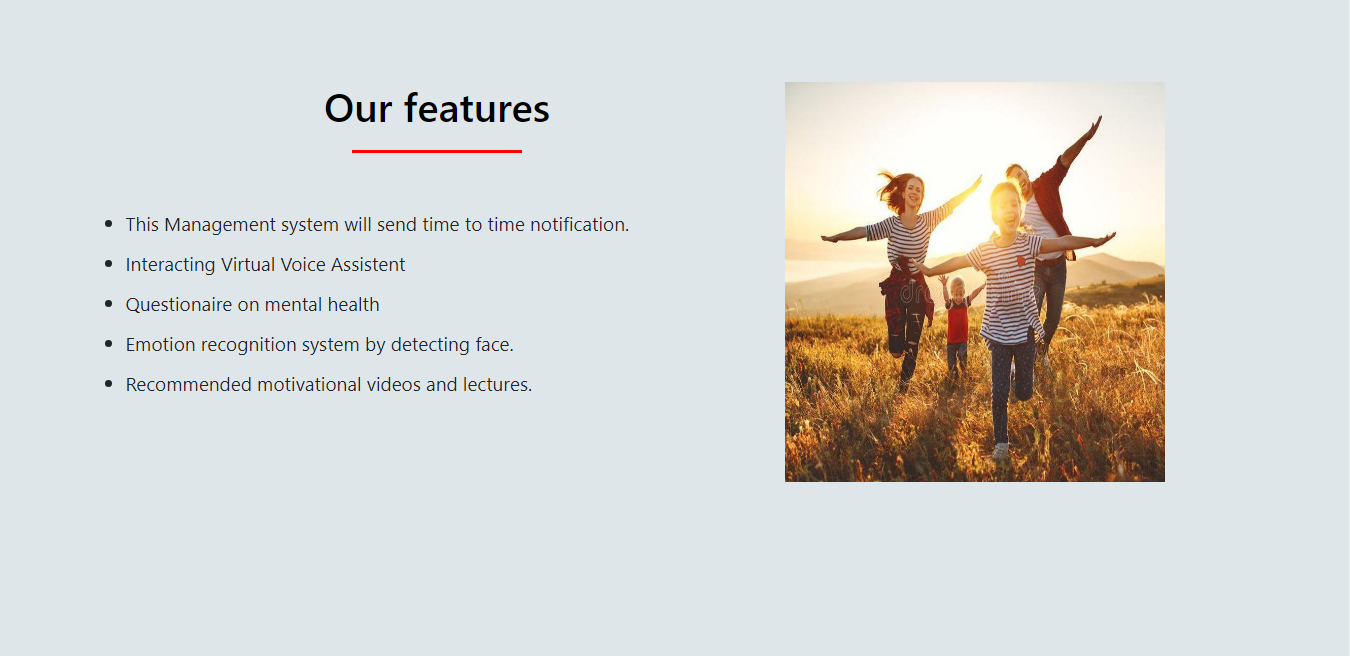 Our features
This Management system will send time to time notification.
Interacting Virtual Voice Assistent
Questionaire on mental health
Emotion recognition system by detecting face.
Recommended motivational videos and lectures.